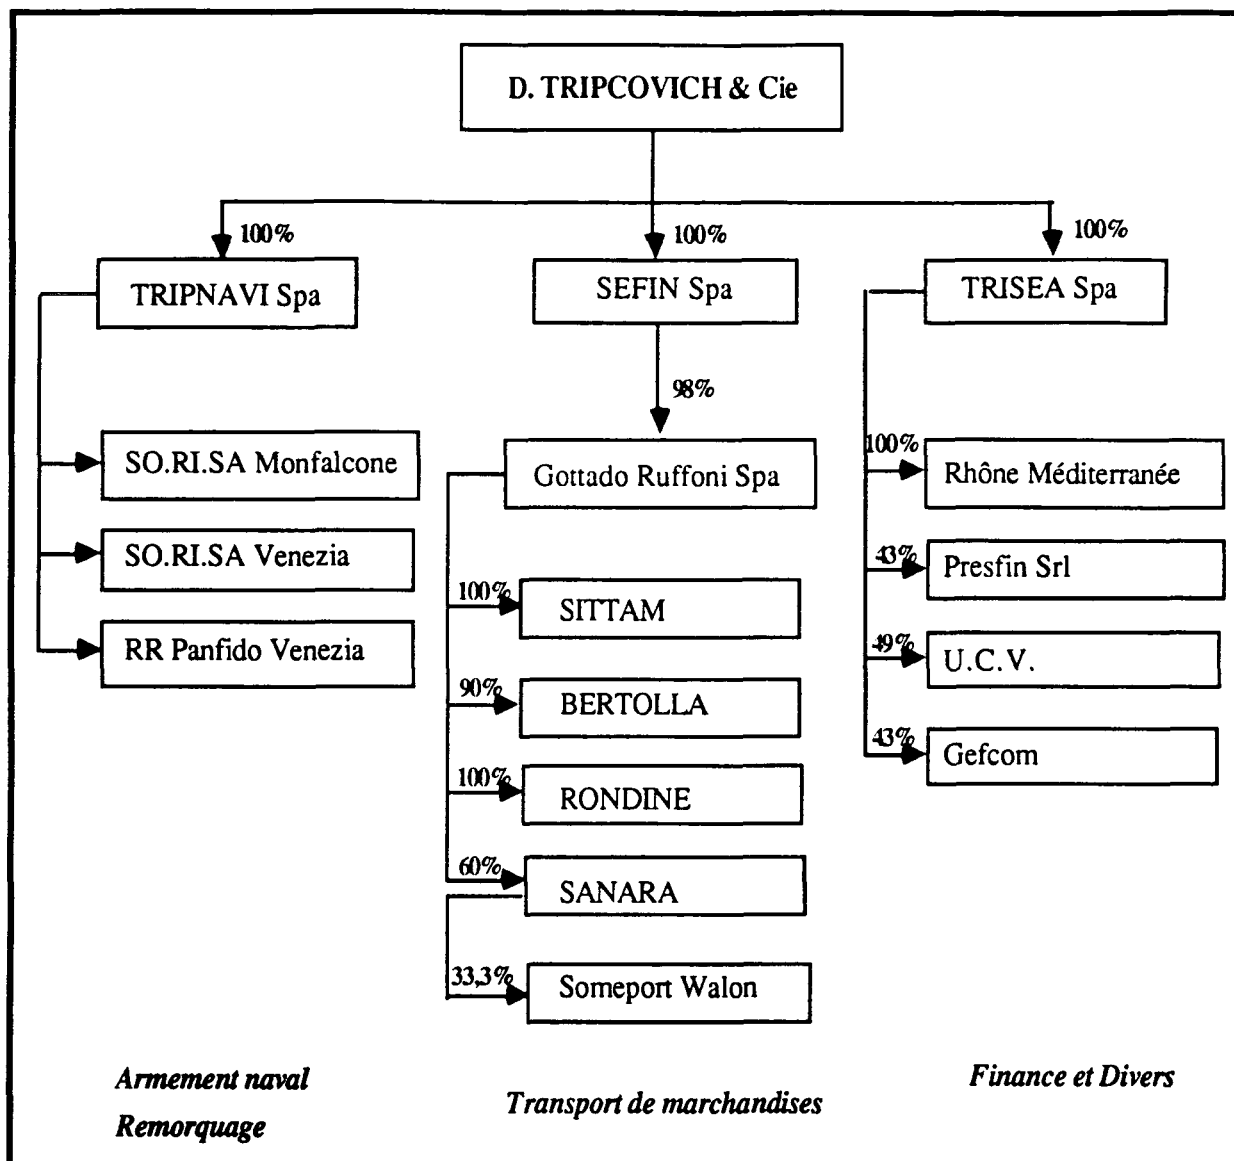 D. TRIPCOVICH & Cie
100%
100%
100%
TRIPNAVI Spa
SEFIN Spa
TRISEA Spa
98%
SO.RI.SA Monfalcone
SO.RI.SA Venezia
RR Panfido Venezia
Gottado Ruffoni Spa
100%
SITTAM
90%
BERTOLLA
100%
RONDINE
60%
SANARA
33,3%
Someport Walon
100%
Rhône Méditerranée
43%
Presfin Srl
49%
U.C.V.
43%
Gefcom
Armement naval
Remorquage
Transport de marchandises
Finance et Divers